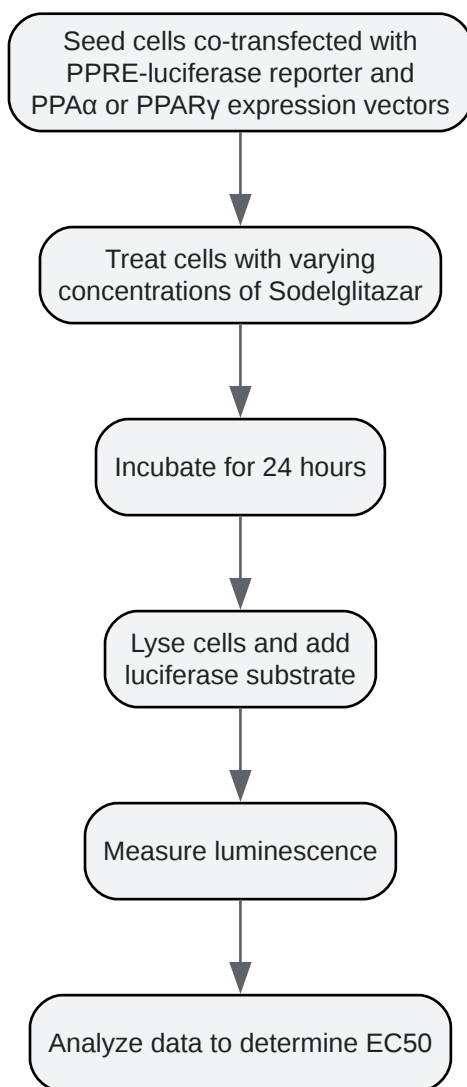 Seed cells co-transfected with
PPRE-luciferase reporter and
PPAα or PPARγ expression vectors
Treat cells with varying
concentrations of Sodelglitazar
Incubate for 24 hours
Lyse cells and add
luciferase substrate
Measure luminescence
Analyze data to determine EC50